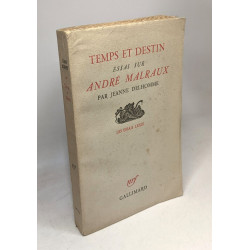 TEMPS ET DESTIN
ESSAI SUR
ANDRÉ MALRAUX
PAR JEANNE DELHOMME
nrf
GALLIMARD